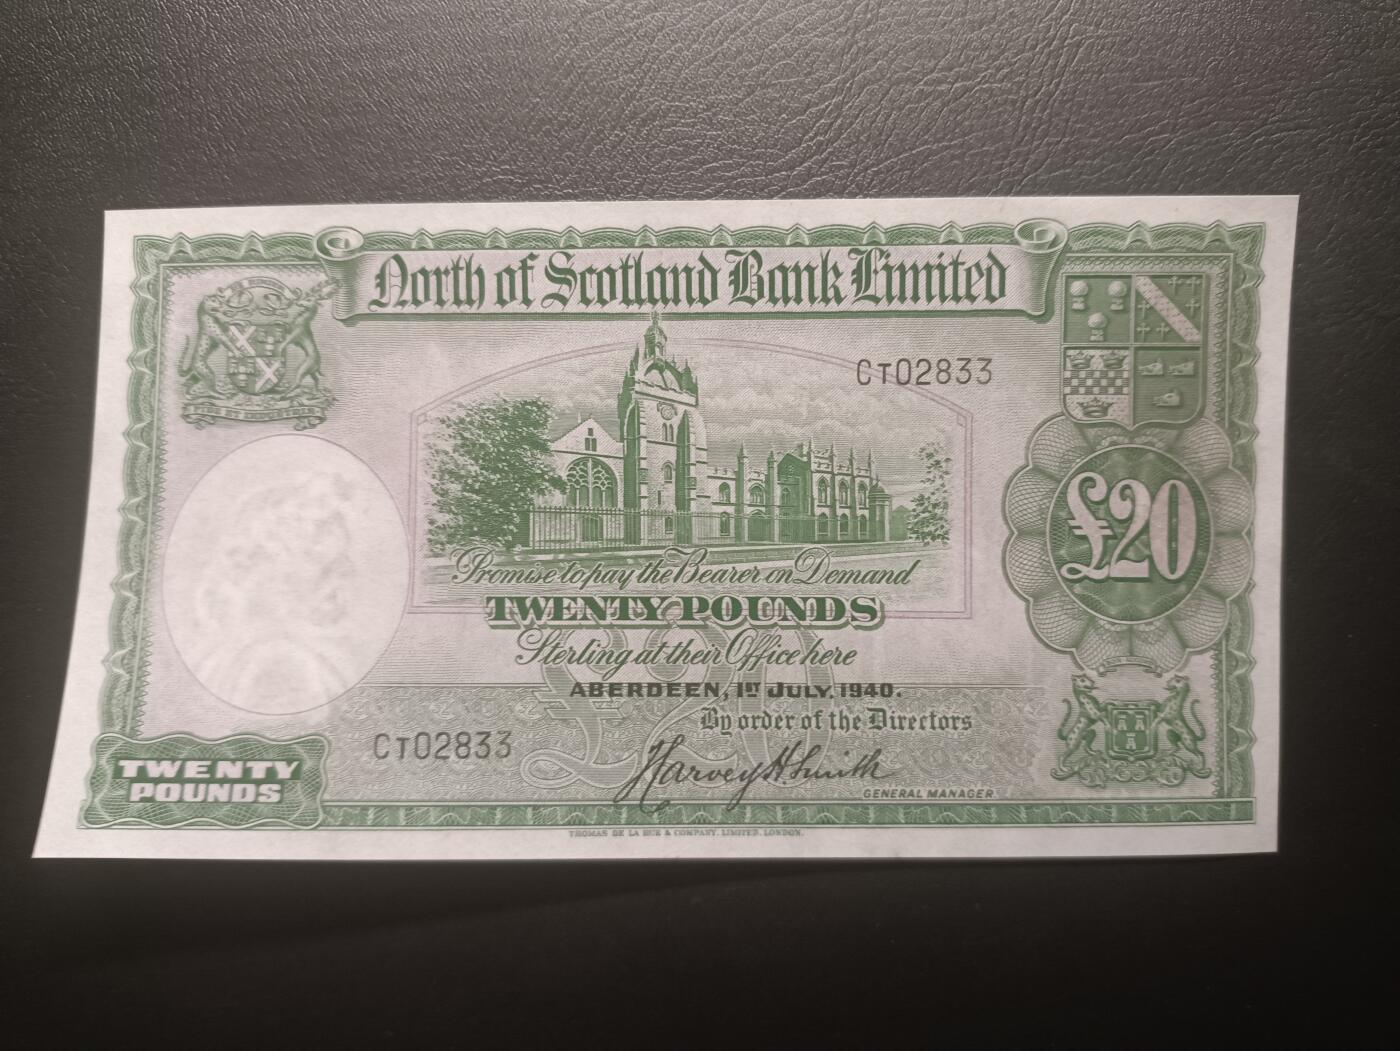 North of Scotland Bank Limited
CT02833
£20
Promise to pay the Bearer on Demand
TWENTY POUNDS
Sterling at their Office here
£20
ABERDEEN, 1ST JULY, 1940.
By order of the Directors
CT02833
Harvey H Smith
GENERAL MANAGER
TWENTY
POUNDS
THOMAS DE LA RUE & COMPANY, LIMITED, LONDON.